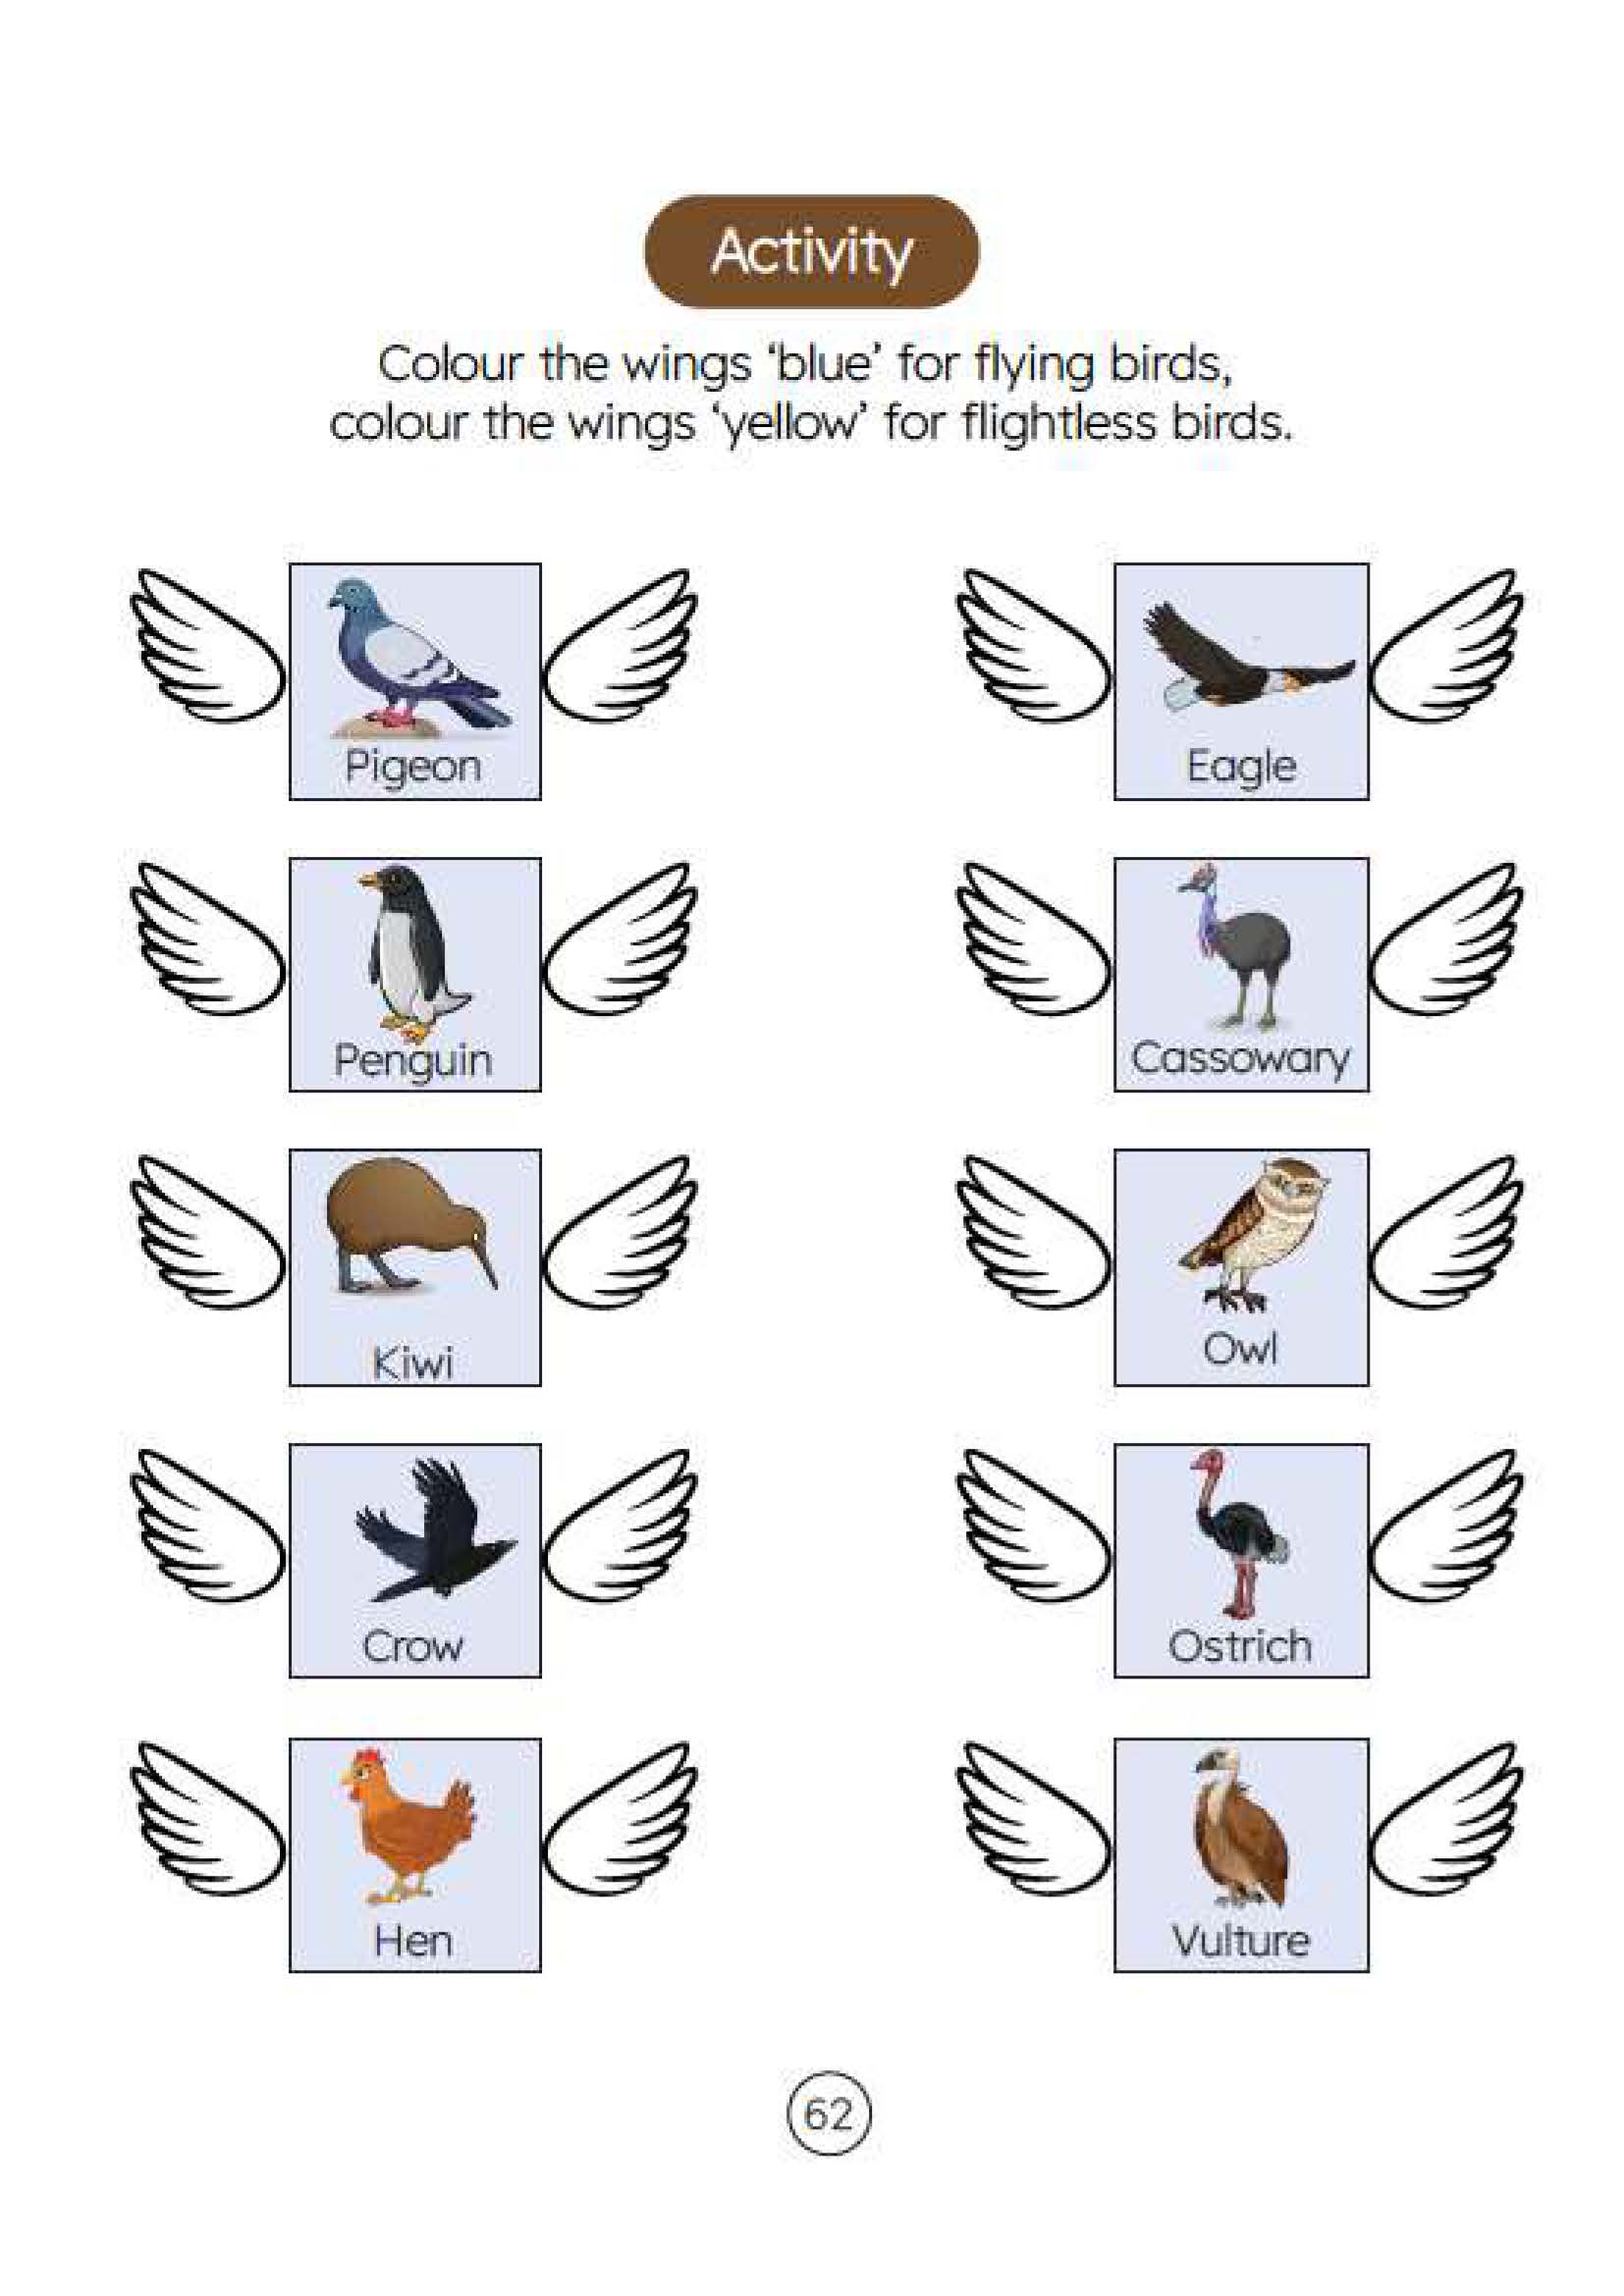 Activity
Colour the wings ‘blue’ for flying birds,
colour the wings ‘yellow’ for flightless birds.
Pigeon
Eagle
Penguin
Cassowary
Kiwi
Owl
Crow
Ostrich
Hen
Vulture
62